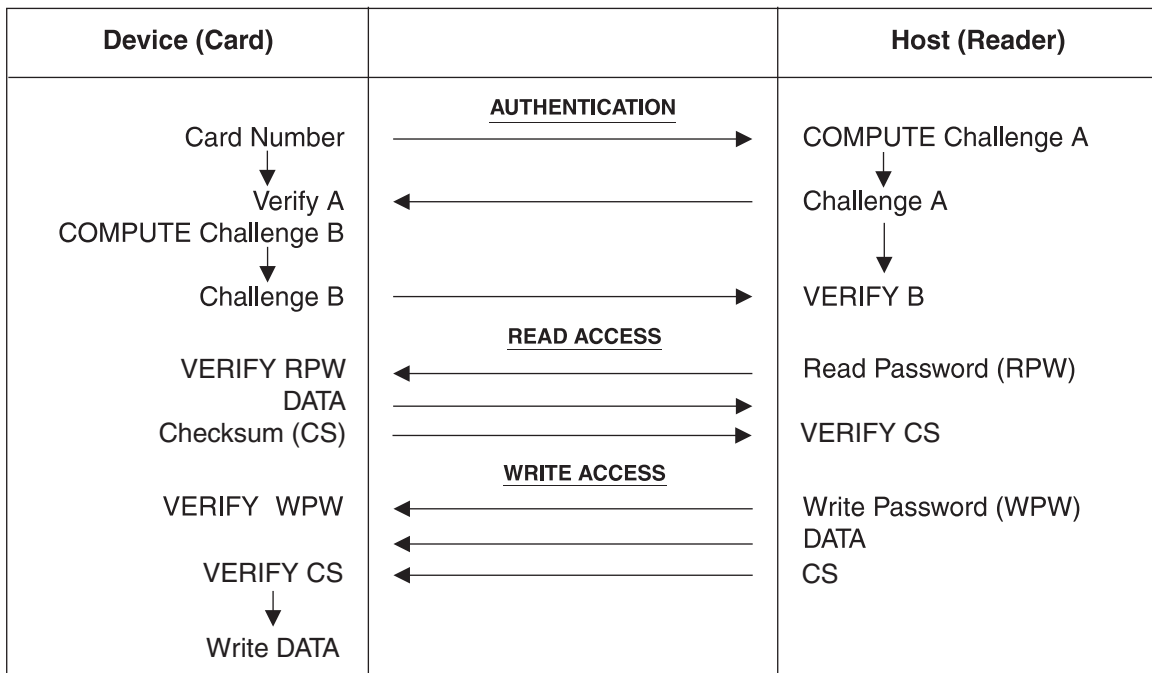 Device (Card) Host (Reader)
AUTHENTICATION
Card Number COMPUTE Challenge A
Verify A Challenge A
COMPUTE Challenge B
Challenge B VERIFY B
READ ACCESS
VERIFY RPW Read Password (RPW)
DATA
Checksum (CS) VERIFY CS
WRITE ACCESS
VERIFY WPW Write Password (WPW)
DATA
VERIFY CS CS
Write DATA